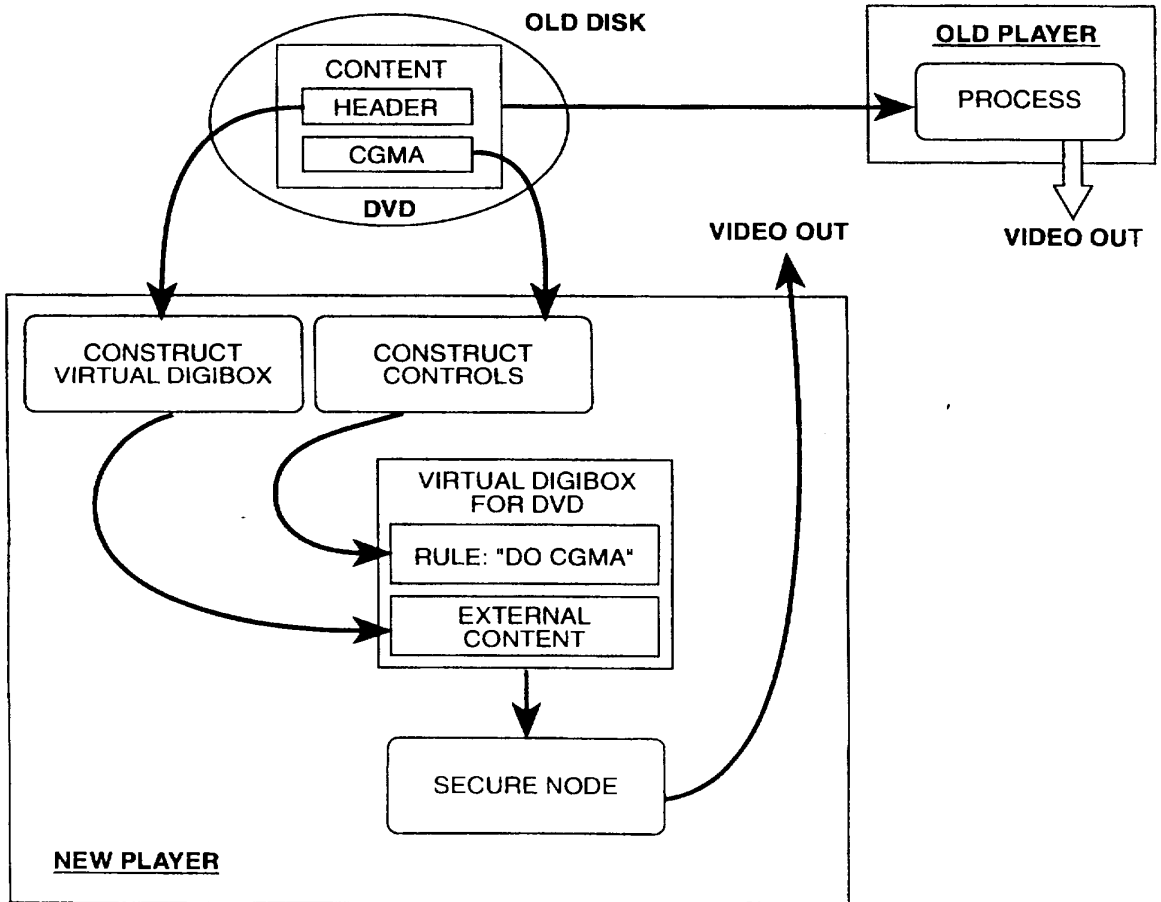 OLD DISK
CONTENT
HEADER
CGMA
DVD
OLD PLAYER
PROCESS
VIDEO OUT
VIDEO OUT
CONSTRUCT
VIRTUAL DIGIBOX
CONSTRUCT
CONTROLS
VIRTUAL DIGIBOX
FOR DVD
RULE: "DO CGMA"
EXTERNAL
CONTENT
SECURE NODE
NEW PLAYER